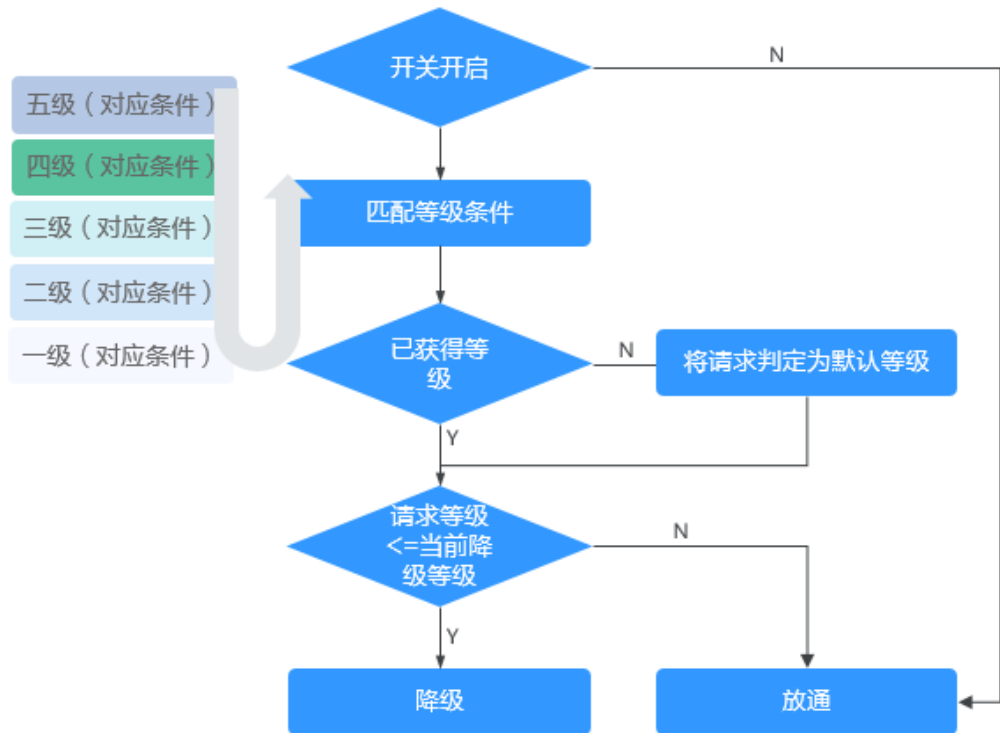 开关开启
N
五级（对应条件）
四级（对应条件）
三级（对应条件）
二级（对应条件）
一级（对应条件）
匹配等级条件
已获得等
级
N
将请求判定为默认等级
Y
请求等级
<=当前降
级等级
N
Y
降级
放通